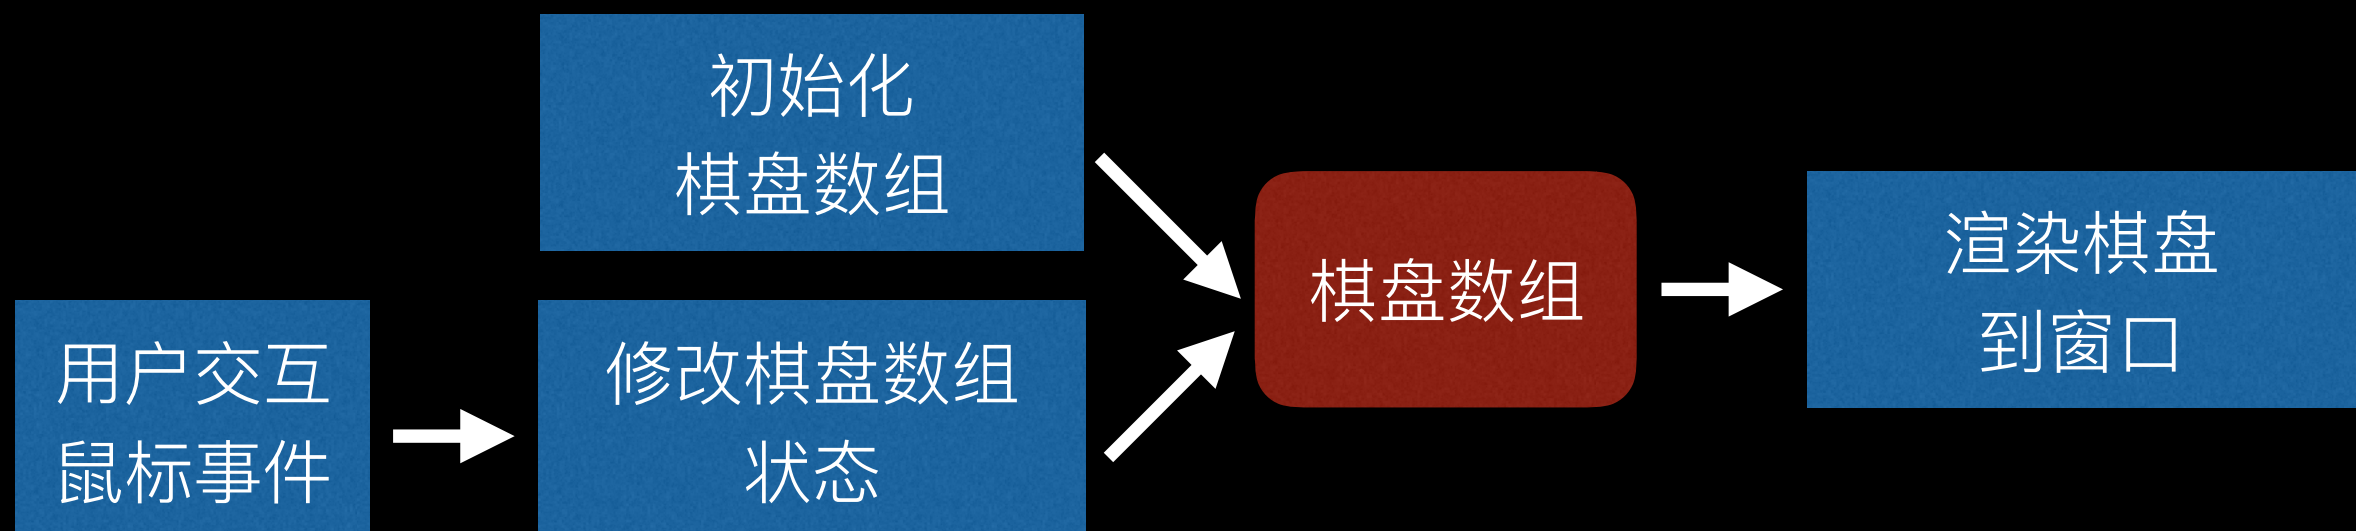 初始化
棋盘数组
用户交互
鼠标事件
修改棋盘数组
状态
棋盘数组
渲染棋盘
到窗口